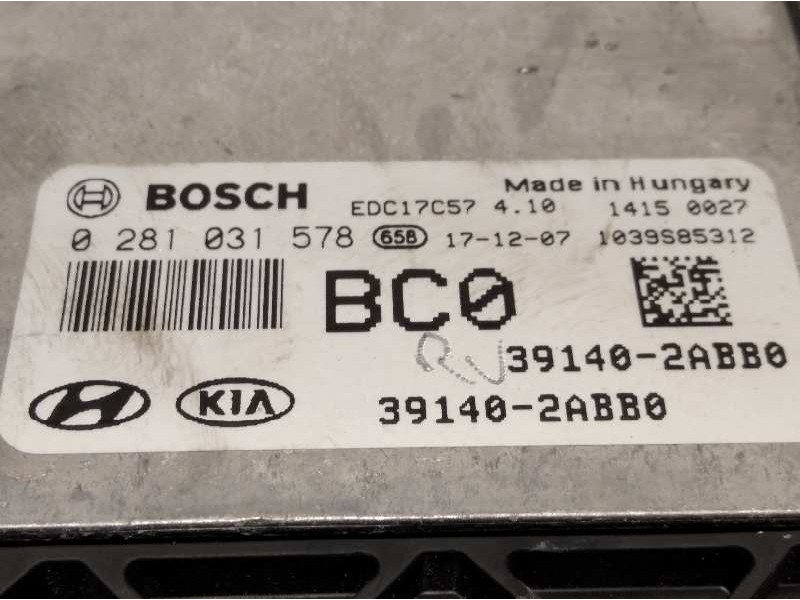 BOSCH
EDC17C57 4.10
Made in Hungary
1415 0027
0 281 031 578 658 17-12-07 1039S85312
BC0
39140-2ABB0
KIA
39140-2ABB0